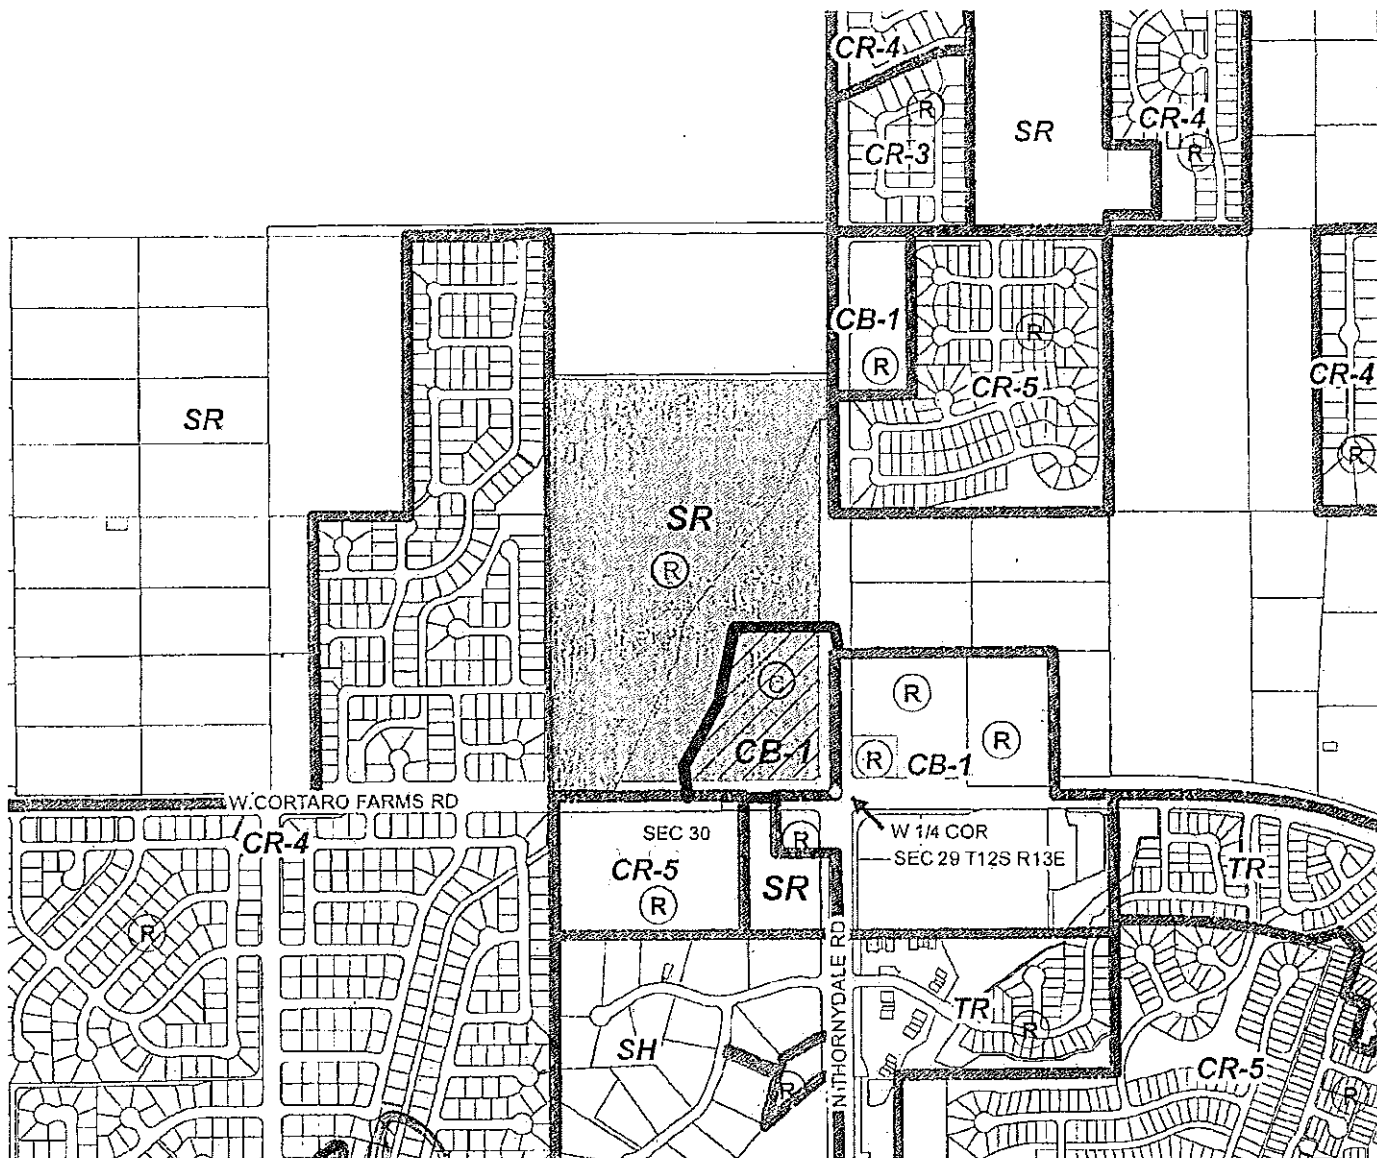 CR-4
R
CR-3
SR
CR-4
R
CB-1
R
R
CR-5
CR-4
R
SR
SR
R
C
CB-1
R
R
R
CB-1
W CORTARO FARMS RD
CR-4
R
SEC 30
CR-5
R
R
SR
W 1/4 COR
SEC 29 T12S R13E
TR
N THORNYDALE RD
TR
R
SH
R
CR-5
R